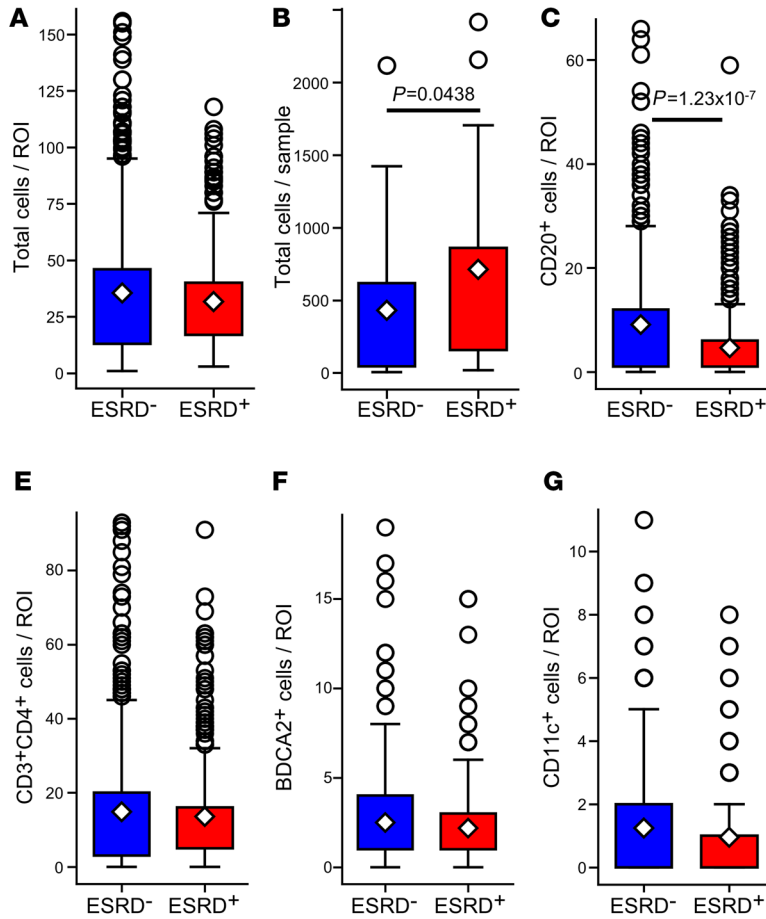 A
B
C
Total cells / ROI
150
125
100
75
50
25
0
ESRD-
ESRD+
Total cells / sample
2000
1500
1000
500
0
P=0.0438
ESRD-
ESRD+
CD20+ cells / ROI
60
40
20
0
P=1.23x10-7
ESRD-
ESRD+
E
F
G
CD3+CD4+ cells / ROI
80
60
40
20
0
ESRD-
ESRD+
BDCA2+ cells / ROI
15
10
5
0
ESRD-
ESRD+
CD11c+ cells / ROI
10
8
6
4
2
0
ESRD-
ESRD+